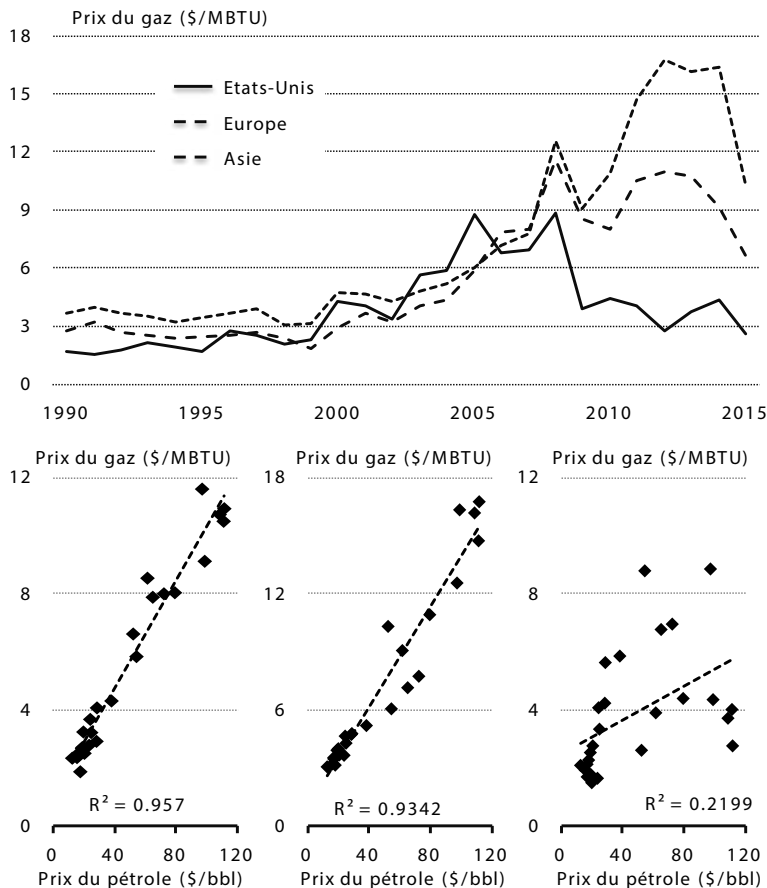 Prix du gaz ($/MBTU)
18
15
12
9
6
3
0
Etats-Unis
Europe
Asie
1990 1995 2000 2005 2010 2015
Prix du gaz ($/MBTU)
12
8
4
0
R² = 0.957
0 40 80 120
Prix du pétrole ($/bbl)
Prix du gaz ($/MBTU)
18
12
6
0
R² = 0.9342
0 40 80 120
Prix du pétrole ($/bbl)
Prix du gaz ($/MBTU)
12
8
4
0
R² = 0.2199
0 40 80 120
Prix du pétrole ($/bbl)